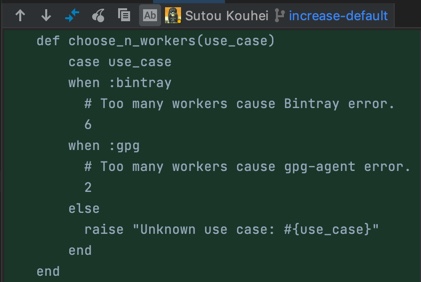 Ab Sutou Kouhei increase-default
def choose_n_workers(use_case)
case use_case
when :bintray
# Too many workers cause Bintray error.
6
when :gpg
# Too many workers cause gpg-agent error.
2
else
raise "Unknown use case: #{use_case}"
end
end